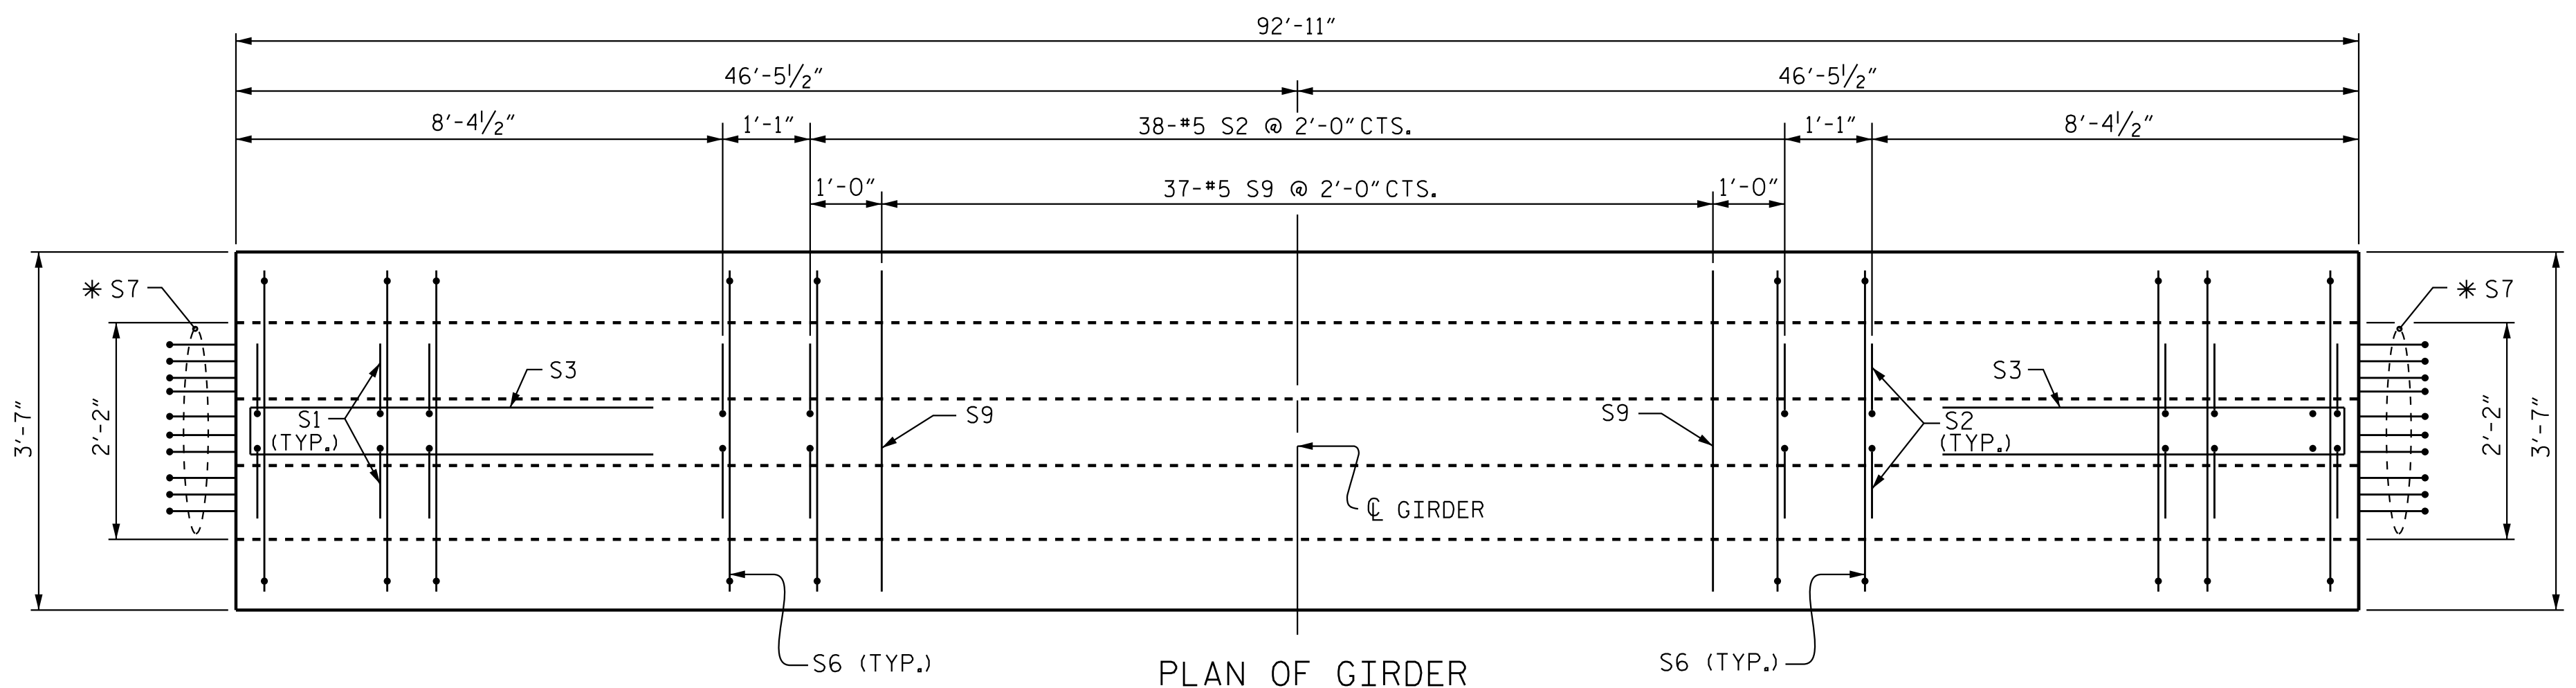 92'-11"
46'-5½" 46'-5½"
8'-4½" 1'-1" 38-#5 S2 @ 2'-0"CTS. 1'-1" 8'-4½"
1'-0" 37-#5 S9 @ 2'-0"CTS. 1'-0"
✳ S7 ✳ S7
S3 S3
3'-7" 2'-2" S1 S9 S9 S2 2'-2" 3'-7"
(TYP.) (TYP.)
℄ GIRDER
S6 (TYP.) S6 (TYP.)
PLAN OF GIRDER